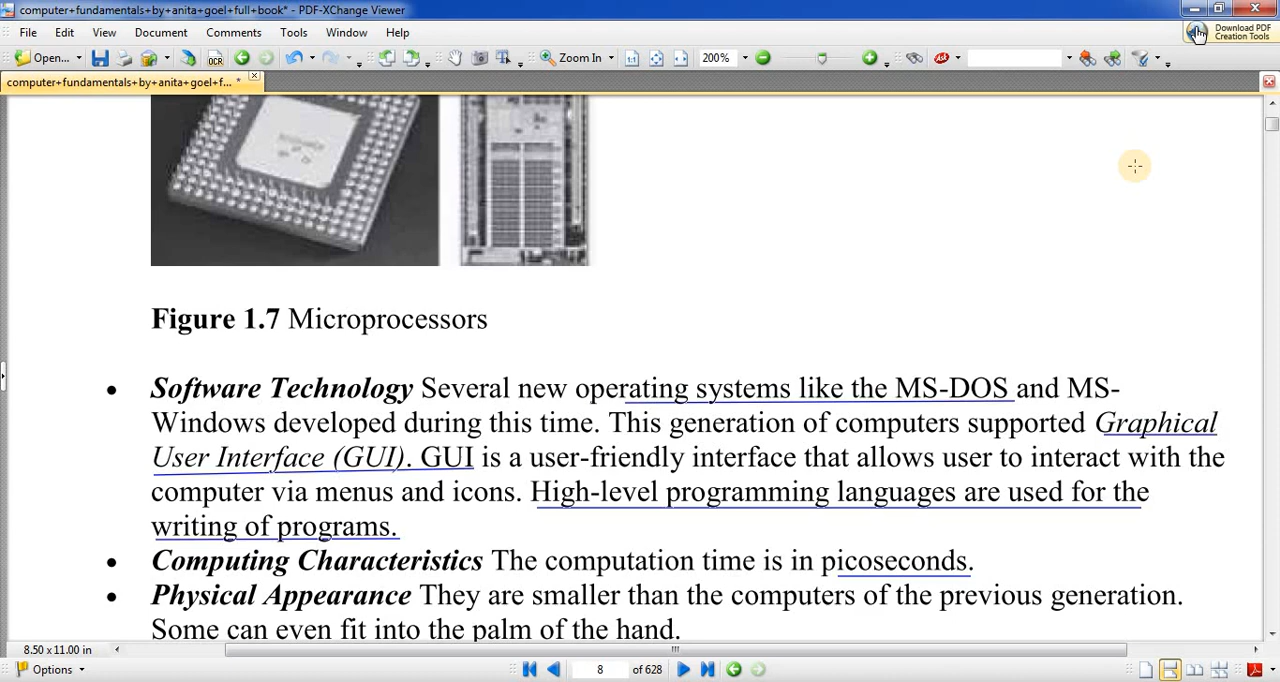 computer+fundamentals+by+anita+goel+full+book* - PDF-XChange Viewer
File Edit View Document Comments Tools Window Help
Download PDF
Creation Tools
Open... OCR Zoom In 200%
computer+fundamentals+by+anita+goel+f... *
Figure 1.7 Microprocessors
• Software Technology Several new operating systems like the MS-DOS and MS-
Windows developed during this time. This generation of computers supported Graphical
User Interface (GUI). GUI is a user-friendly interface that allows user to interact with the
computer via menus and icons. High-level programming languages are used for the
writing of programs.
• Computing Characteristics The computation time is in picoseconds.
• Physical Appearance They are smaller than the computers of the previous generation.
Some can even fit into the palm of the hand.
8.50 x 11.00 in
Options 8 of 628